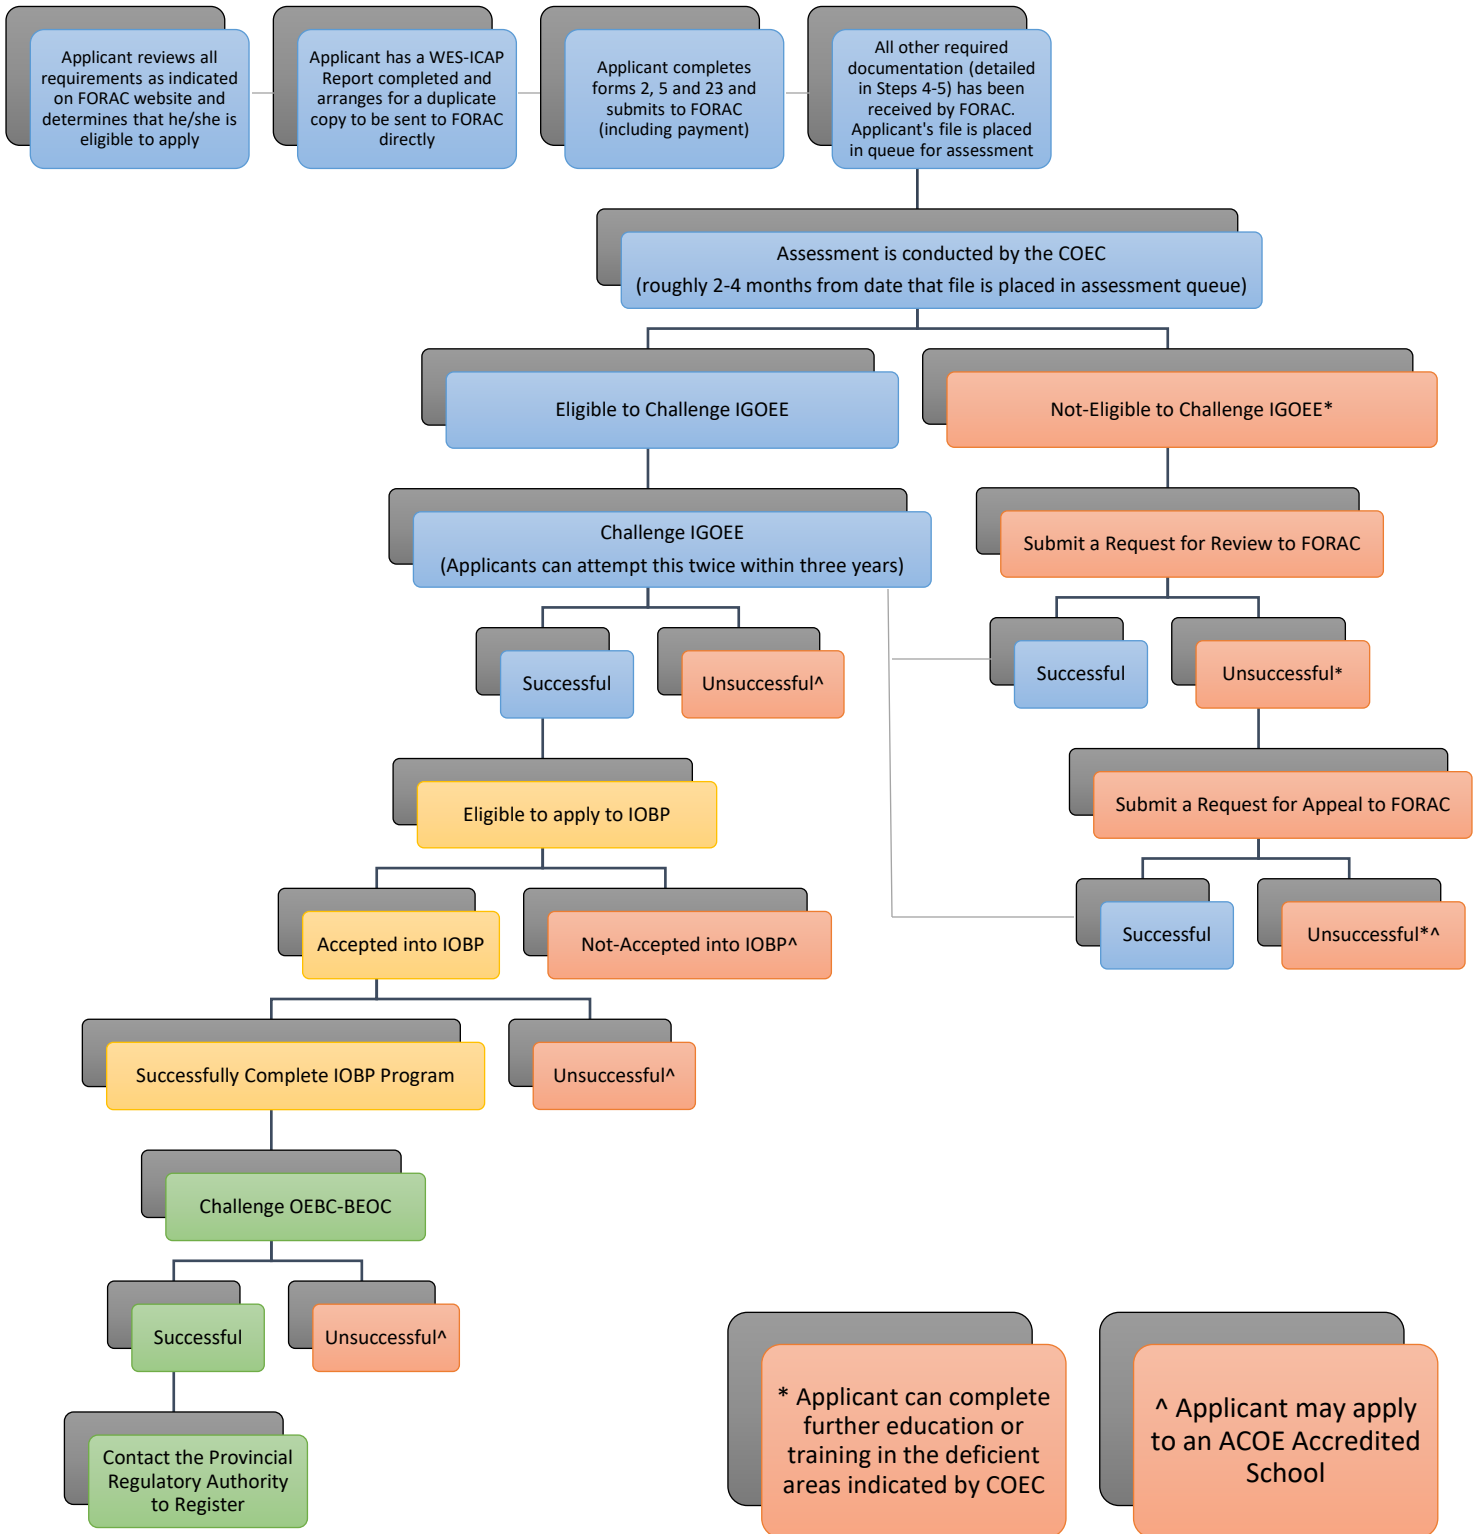 Applicant reviews all
requirements as indicated
on FORAC website and
determines that he/she is
eligible to apply
Applicant has a WES-ICAP
Report completed and
arranges for a duplicate
copy to be sent to FORAC
directly
Applicant completes
forms 2, 5 and 23 and
submits to FORAC
(including payment)
All other required
documentation (detailed
in Steps 4-5) has been
received by FORAC.
Applicant's file is placed
in queue for assessment
Assessment is conducted by the COEC
(roughly 2-4 months from date that file is placed in assessment queue)
Eligible to Challenge IGOEE
Not-Eligible to Challenge IGOEE*
Challenge IGOEE
(Applicants can attempt this twice within three years)
Submit a Request for Review to FORAC
Successful
Unsuccessful^
Successful
Unsuccessful*
Eligible to apply to IOBP
Submit a Request for Appeal to FORAC
Accepted into IOBP
Not-Accepted into IOBP^
Successful
Unsuccessful*^
Successfully Complete IOBP Program
Unsuccessful^
Challenge OEBC-BEOC
Successful
Unsuccessful^
Contact the Provincial
Regulatory Authority
to Register
* Applicant can complete
further education or
training in the deficient
areas indicated by COEC
^ Applicant may apply
to an ACOE Accredited
School